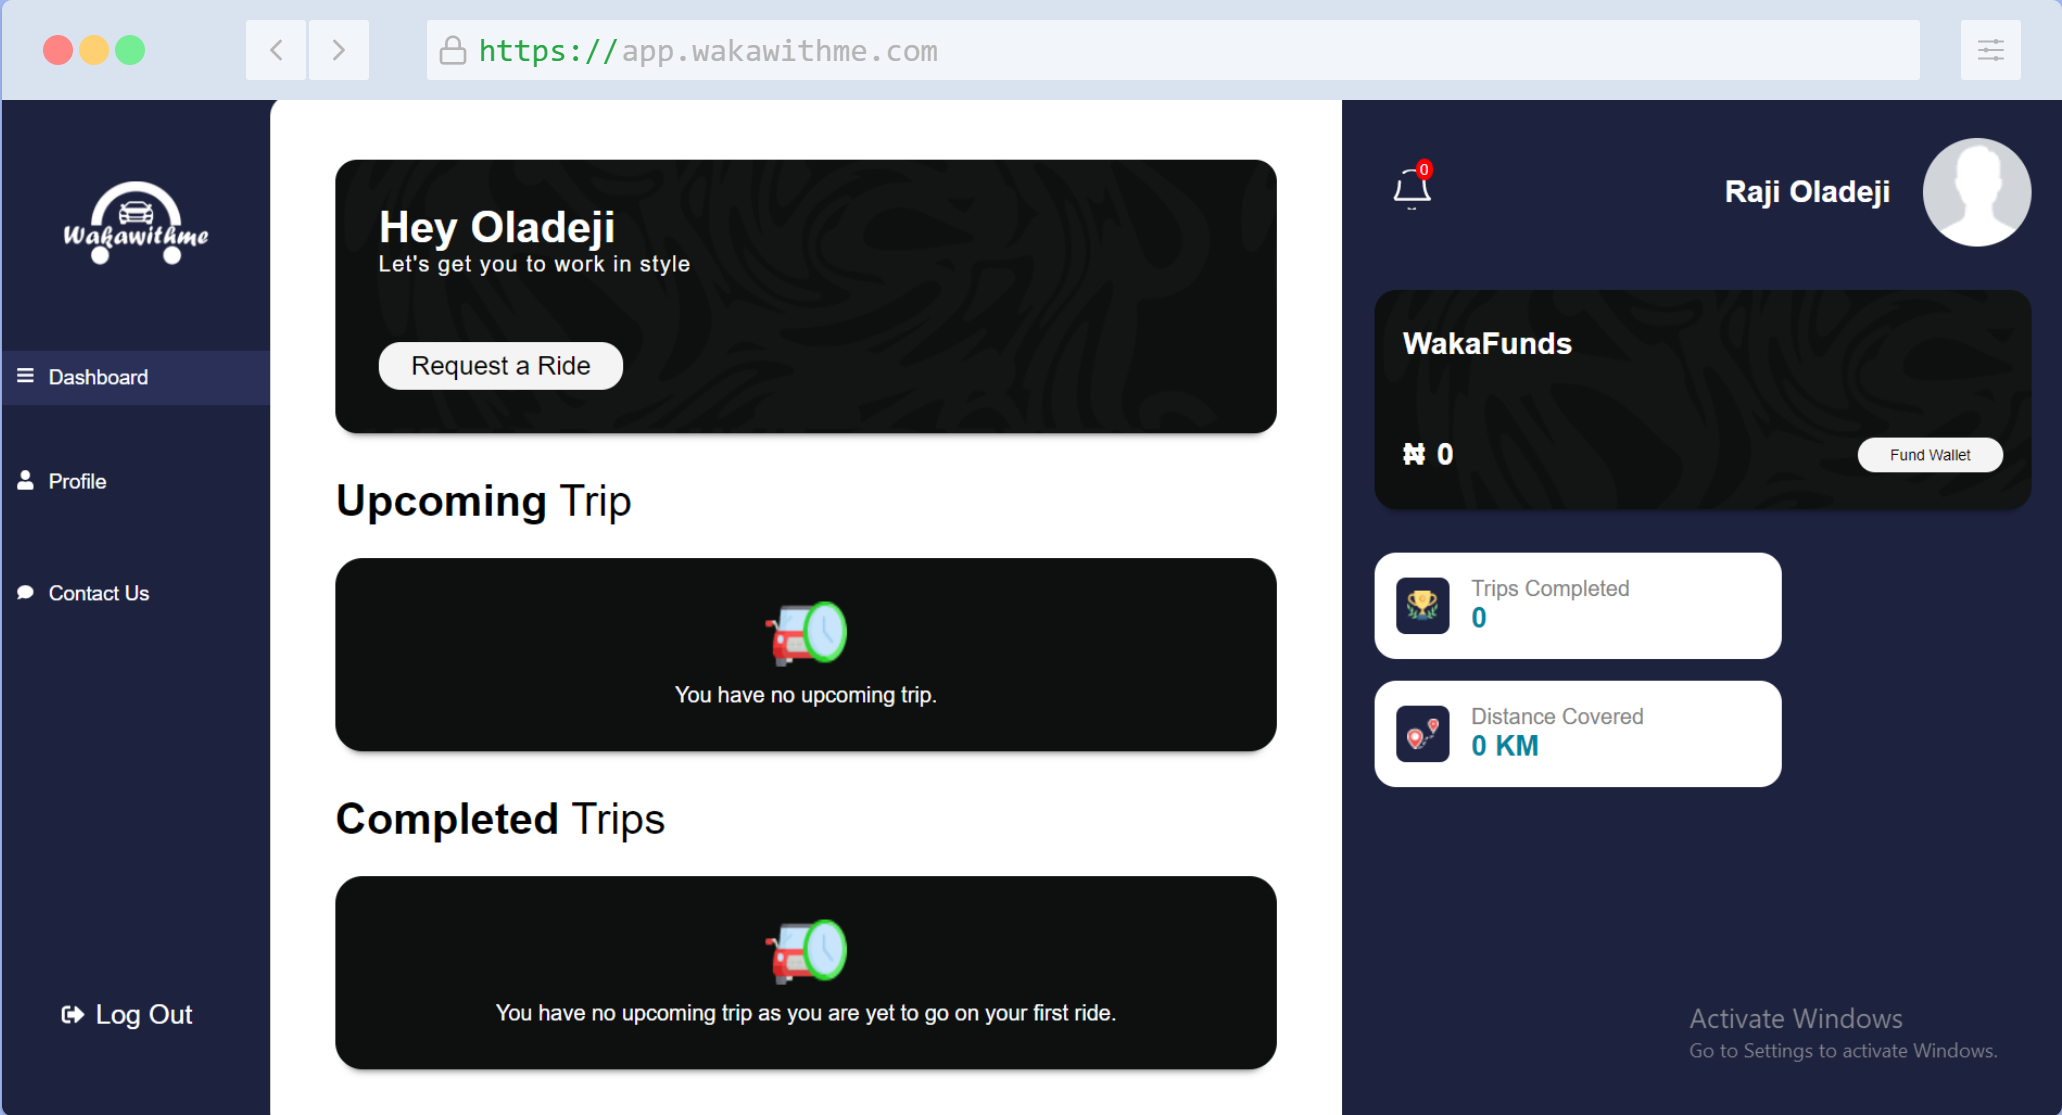 https://app.wakawithme.com
Wakawithme
Dashboard
Profile
Contact Us
Log Out
Hey Oladeji
Let's get you to work in style
Request a Ride
Upcoming Trip
You have no upcoming trip.
Completed Trips
You have no upcoming trip as you are yet to go on your first ride.
0
Raji Oladeji
WakaFunds
₦ 0
Fund Wallet
Trips Completed
0
Distance Covered
0 KM
Activate Windows
Go to Settings to activate Windows.